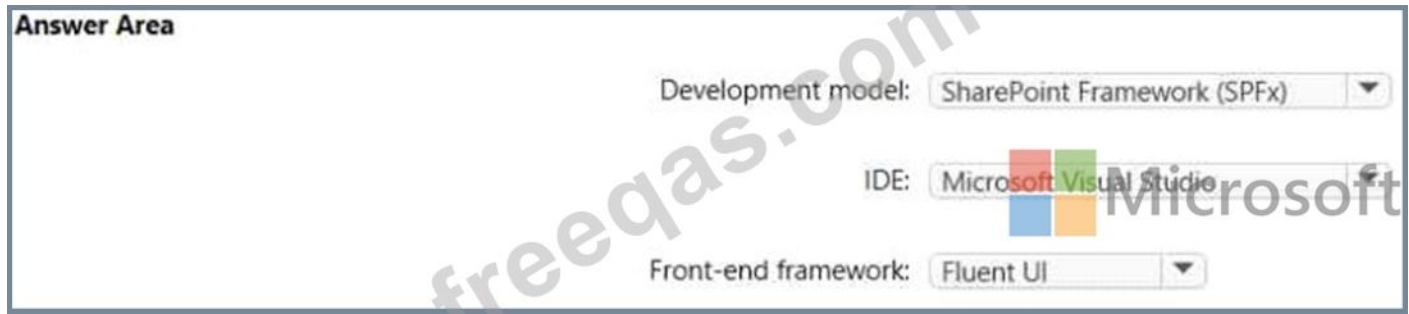 Answer Area
Development model: SharePoint Framework (SPFx)
IDE: Microsoft Visual Studio
Microsoft
Front-end framework: Fluent UI
freeqas.com